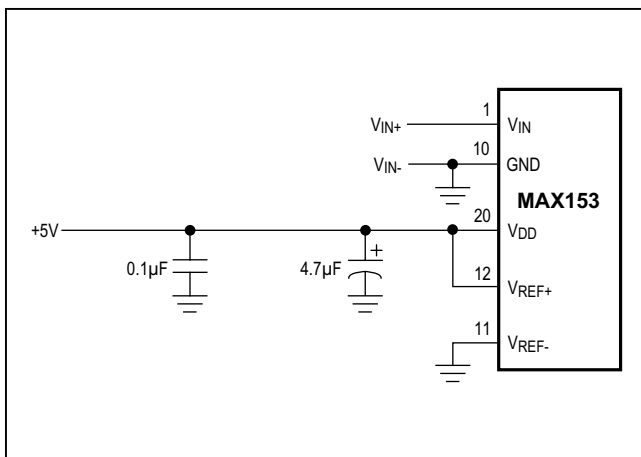 1
VIN+
VIN
10
VIN-
GND
MAX153
+5V
20
VDD
0.1µF
4.7µF
+
12
VREF+
11
VREF-